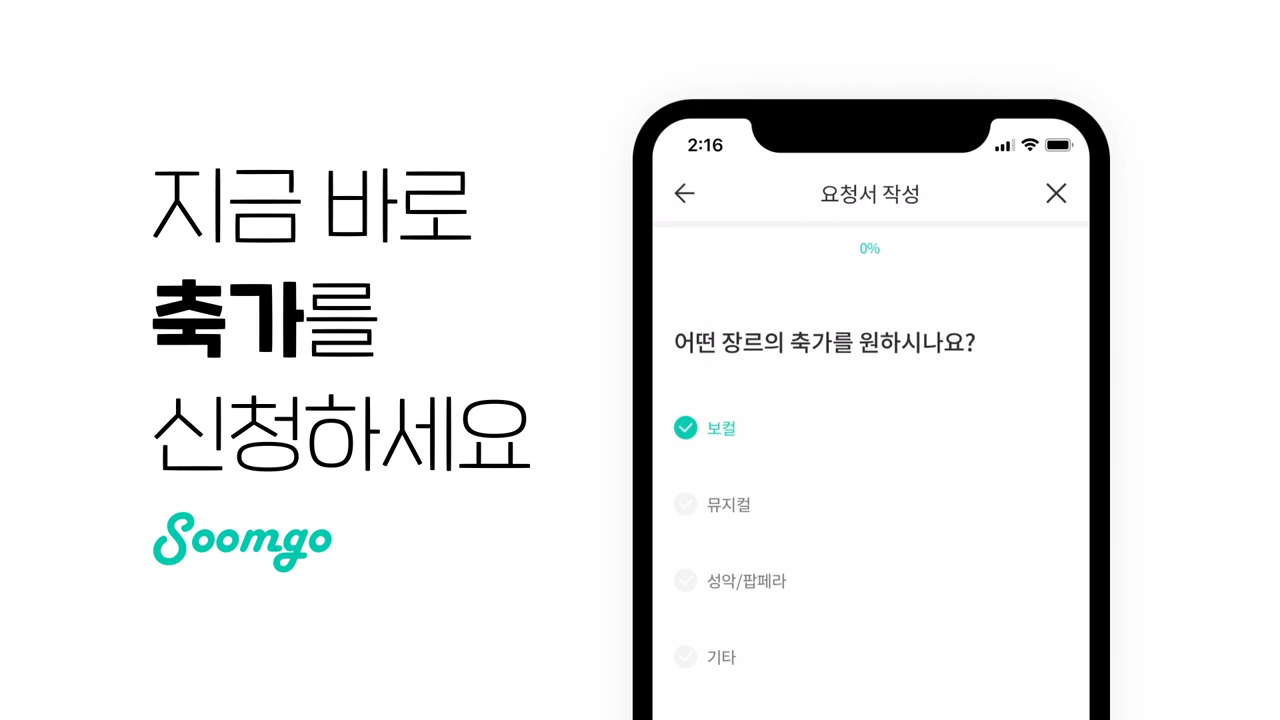 지금 바로
축가를
신청하세요
Soomgo
2:16
요청서 작성
0%
어떤 장르의 축가를 원하시나요?
보컬
뮤지컬
성악/팝페라
기타